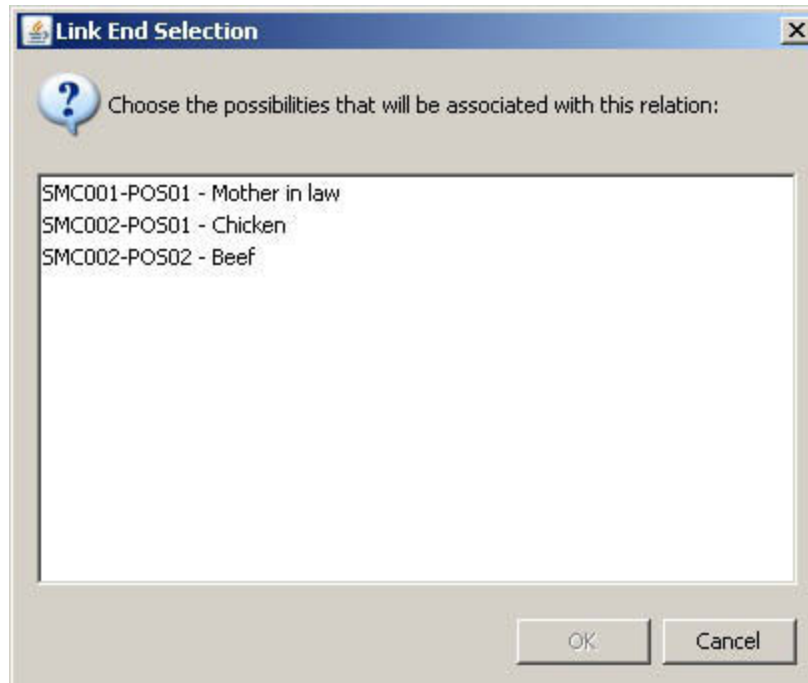 Link End Selection
Choose the possibilities that will be associated with this relation:
SMC001-POS01 - Mother in law
SMC002-POS01 - Chicken
SMC002-POS02 - Beef
OK Cancel